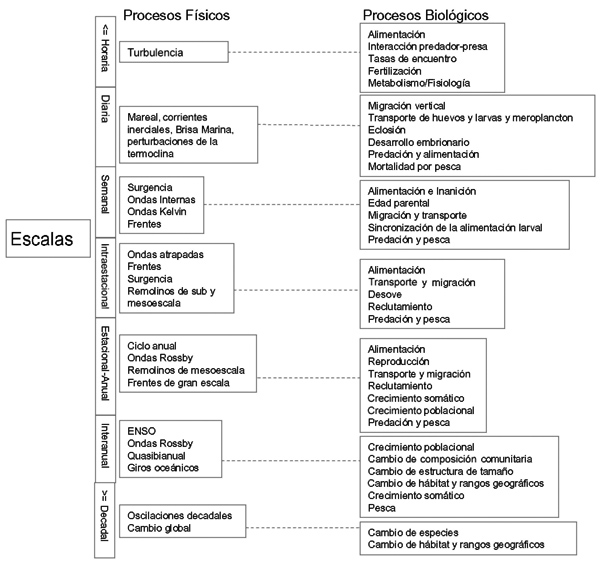 Procesos Físicos
Procesos Biológicos
Escalas
<= Horaria
Turbulencia
Alimentación
Interacción predador-presa
Tasas de encuentro
Fertilización
Metabolismo/Fisiología
Diaria
Mareal, corrientes
inerciales, Brisa Marina,
perturbaciones de la
termoclina
Migración vertical
Transporte de huevos y larvas y meroplancton
Eclosión
Desarrollo embrionario
Predación y alimentación
Mortalidad por pesca
Semanal
Surgencia
Ondas Internas
Ondas Kelvin
Frentes
Alimentación e Inanición
Edad parental
Migración y transporte
Sincronización de la alimentación larval
Predación y pesca
Intraestacional
Ondas atrapadas
Frentes
Surgencia
Remolinos de sub y
mesoescala
Alimentación
Transporte y migración
Desove
Reclutamiento
Predación y pesca
Estacional-Anual
Ciclo anual
Ondas Rossby
Remolinos de mesoescala
Frentes de gran escala
Alimentación
Reproducción
Transporte y migración
Reclutamiento
Crecimiento somático
Crecimiento poblacional
Predación y pesca
Interanual
ENSO
Ondas Rossby
Quasibianual
Giros oceánicos
Crecimiento poblacional
Cambio de composición comunitaria
Cambio de estructura de tamaño
Cambio de hábitat y rangos geográficos
Crecimiento somático
Pesca
>= Decadal
Oscilaciones decadales
Cambio global
Cambio de especies
Cambio de hábitat y rangos geográficos